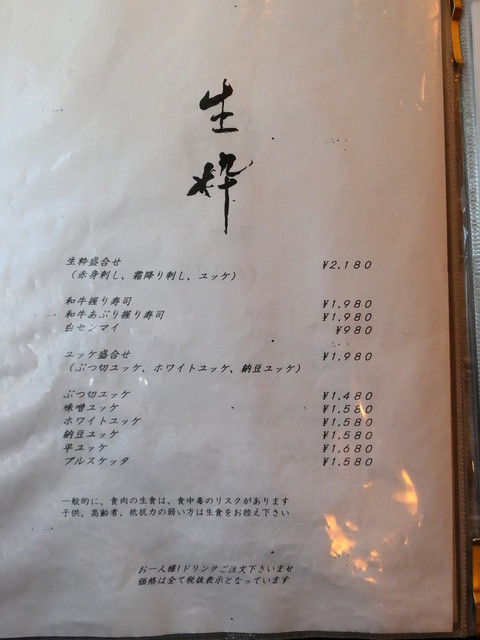 生粋
生粋盛合せ ¥2,180
(赤身刺し、霜降り刺し、ユッケ)
和牛握り寿司 ¥1,980
和牛あぶり握り寿司 ¥1,980
白センマイ ¥980
ユッケ盛合せ ¥1,980
(ぶつ切ユッケ、ホワイトユッケ、納豆ユッケ)
ぶつ切ユッケ ¥1,480
味噌ユッケ ¥1,580
ホワイトユッケ ¥1,580
納豆ユッケ ¥1,580
平ユッケ ¥1,680
ブルスケッタ ¥1,580
一般的に、食肉の生食は、食中毒のリスクがあります
子供、高齢者、抵抗力の弱い方は生食をお控え下さい
お一人様1ドリンクご注文下さいませ
価格は全て税抜表示となっています